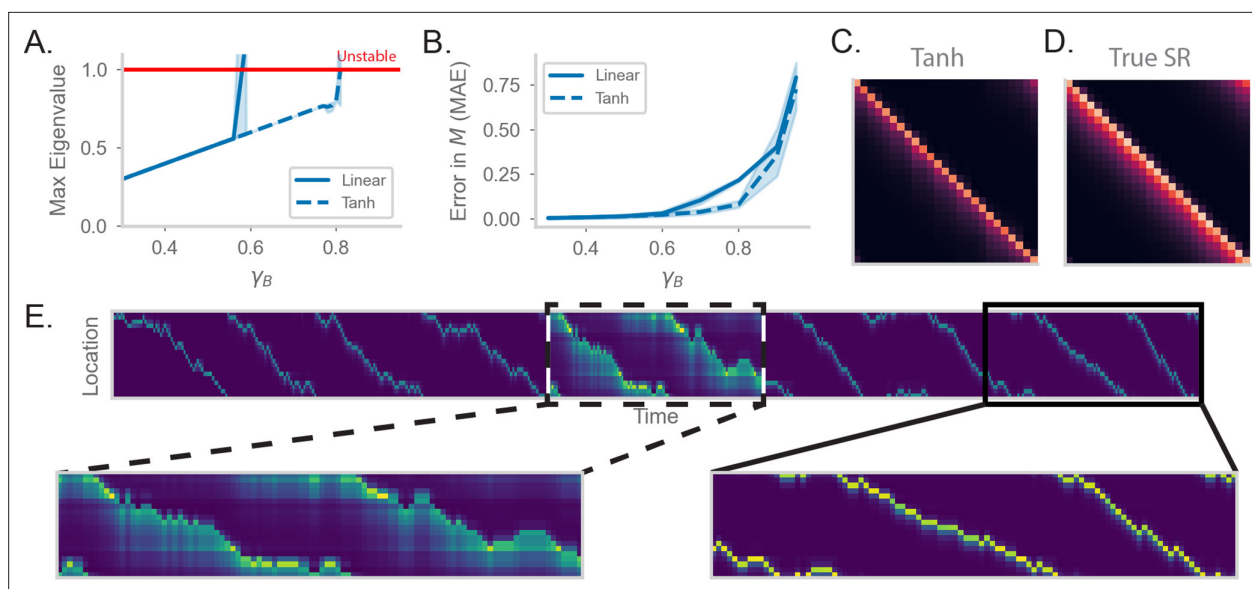 A.
Unstable
1.0
0.5
0.0
Max Eigenvalue
Linear
Tanh
0.4 0.6 0.8
γB
B.
Linear
Tanh
0.75
0.50
0.25
0.00
Error in M (MAE)
0.4 0.6 0.8
γB
C.
Tanh
D.
True SR
E.
Location
Time